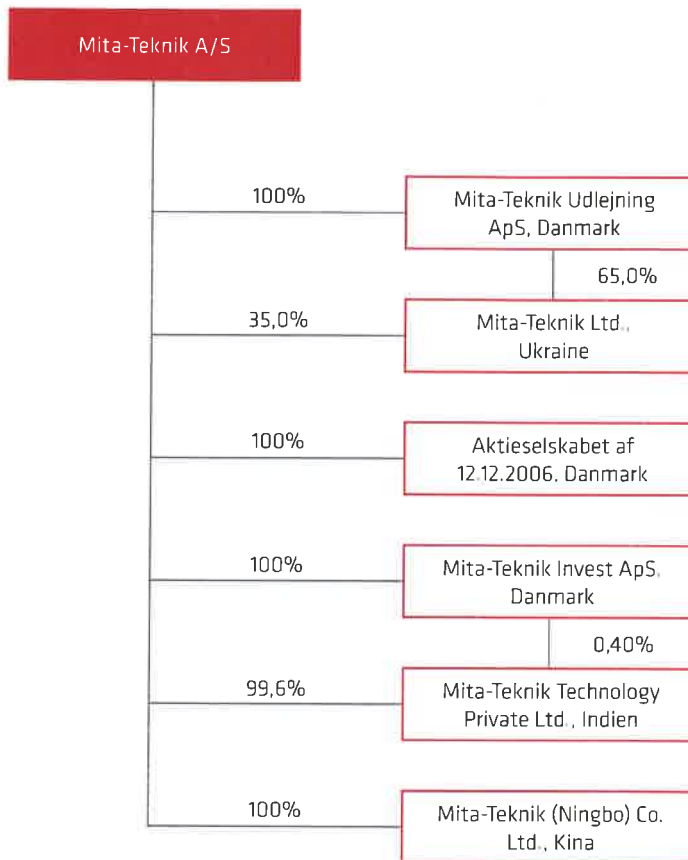 Mita-Teknik A/S
100%
Mita-Teknik Udlejning
ApS, Danmark
65,0%
35,0%
Mita-Teknik Ltd.,
Ukraine
100%
Aktieselskabet af
12.12.2006, Danmark
100%
Mita-Teknik Invest ApS,
Danmark
0,40%
99,6%
Mita-Teknik Technology
Private Ltd., Indien
100%
Mita-Teknik (Ningbo) Co.
Ltd., Kina